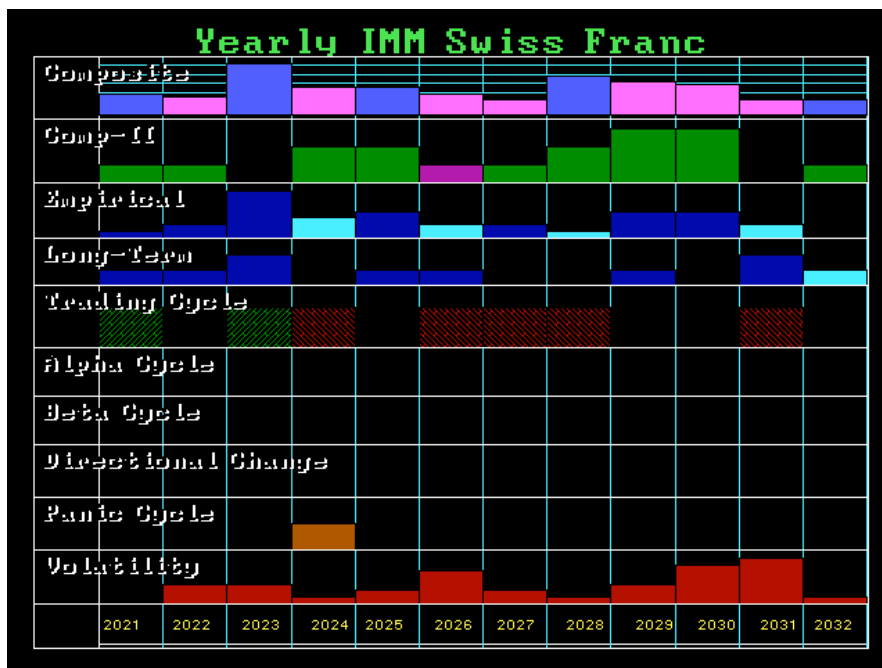 Yearly IMM Swiss Franc
Composite
Comp-II
Empirical
Long-Term
Trading Cycle
Alpha Cycle
Beta Cycle
Directional Change
Panic Cycle
Volatility
2021 2022 2023 2024 2025 2026 2027 2028 2029 2030 2031 2032